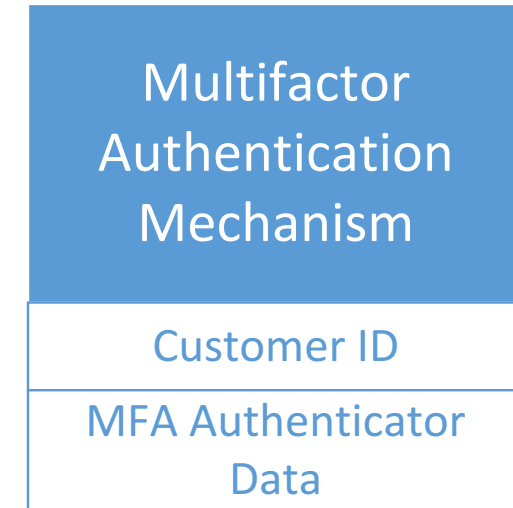 Multifactor
Authentication
Mechanism
Customer ID
MFA Authenticator
Data